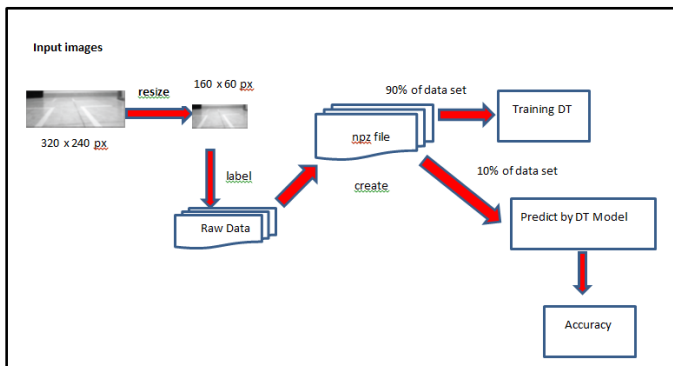 Input images
resize
160 x 60 px
320 x 240 px
label
Raw Data
npz file
create
90% of data set
Training DT
10% of data set
Predict by DT Model
Accuracy